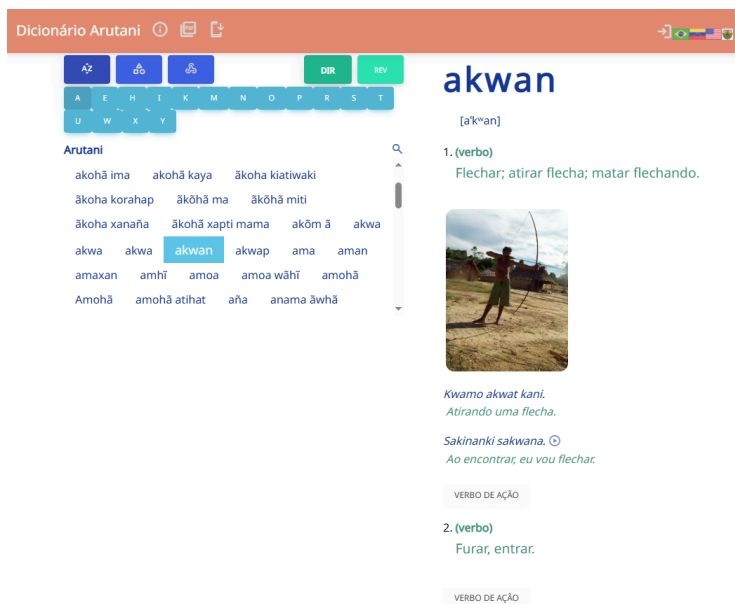 Dicionário Arutani
AZ
DIR
REV
A E H I K M N O P R S T
U W X Y
Arutani
akohã ima akohã kaya ãkoha kiatiwaki
ãkoha korahap ãkõhã ma ãkõhã miti
ãkoha xanaña ãkohã xapti mama akõm ã akwa
akwa akwa akwan akwap ama aman
amaxan amhĩ amoa amoa wãhĩ amohã
Amohã amohã atihat aña anama ãwhã
akwan
[a'kʷan]
1. (verbo)
Flechar; atirar flecha; matar flechando.
Kwamo akwat kani.
Atirando uma flecha.
Sakinanki sakwana.
Ao encontrar, eu vou flechar.
VERBO DE AÇÃO
2. (verbo)
Furar, entrar.
VERBO DE AÇÃO